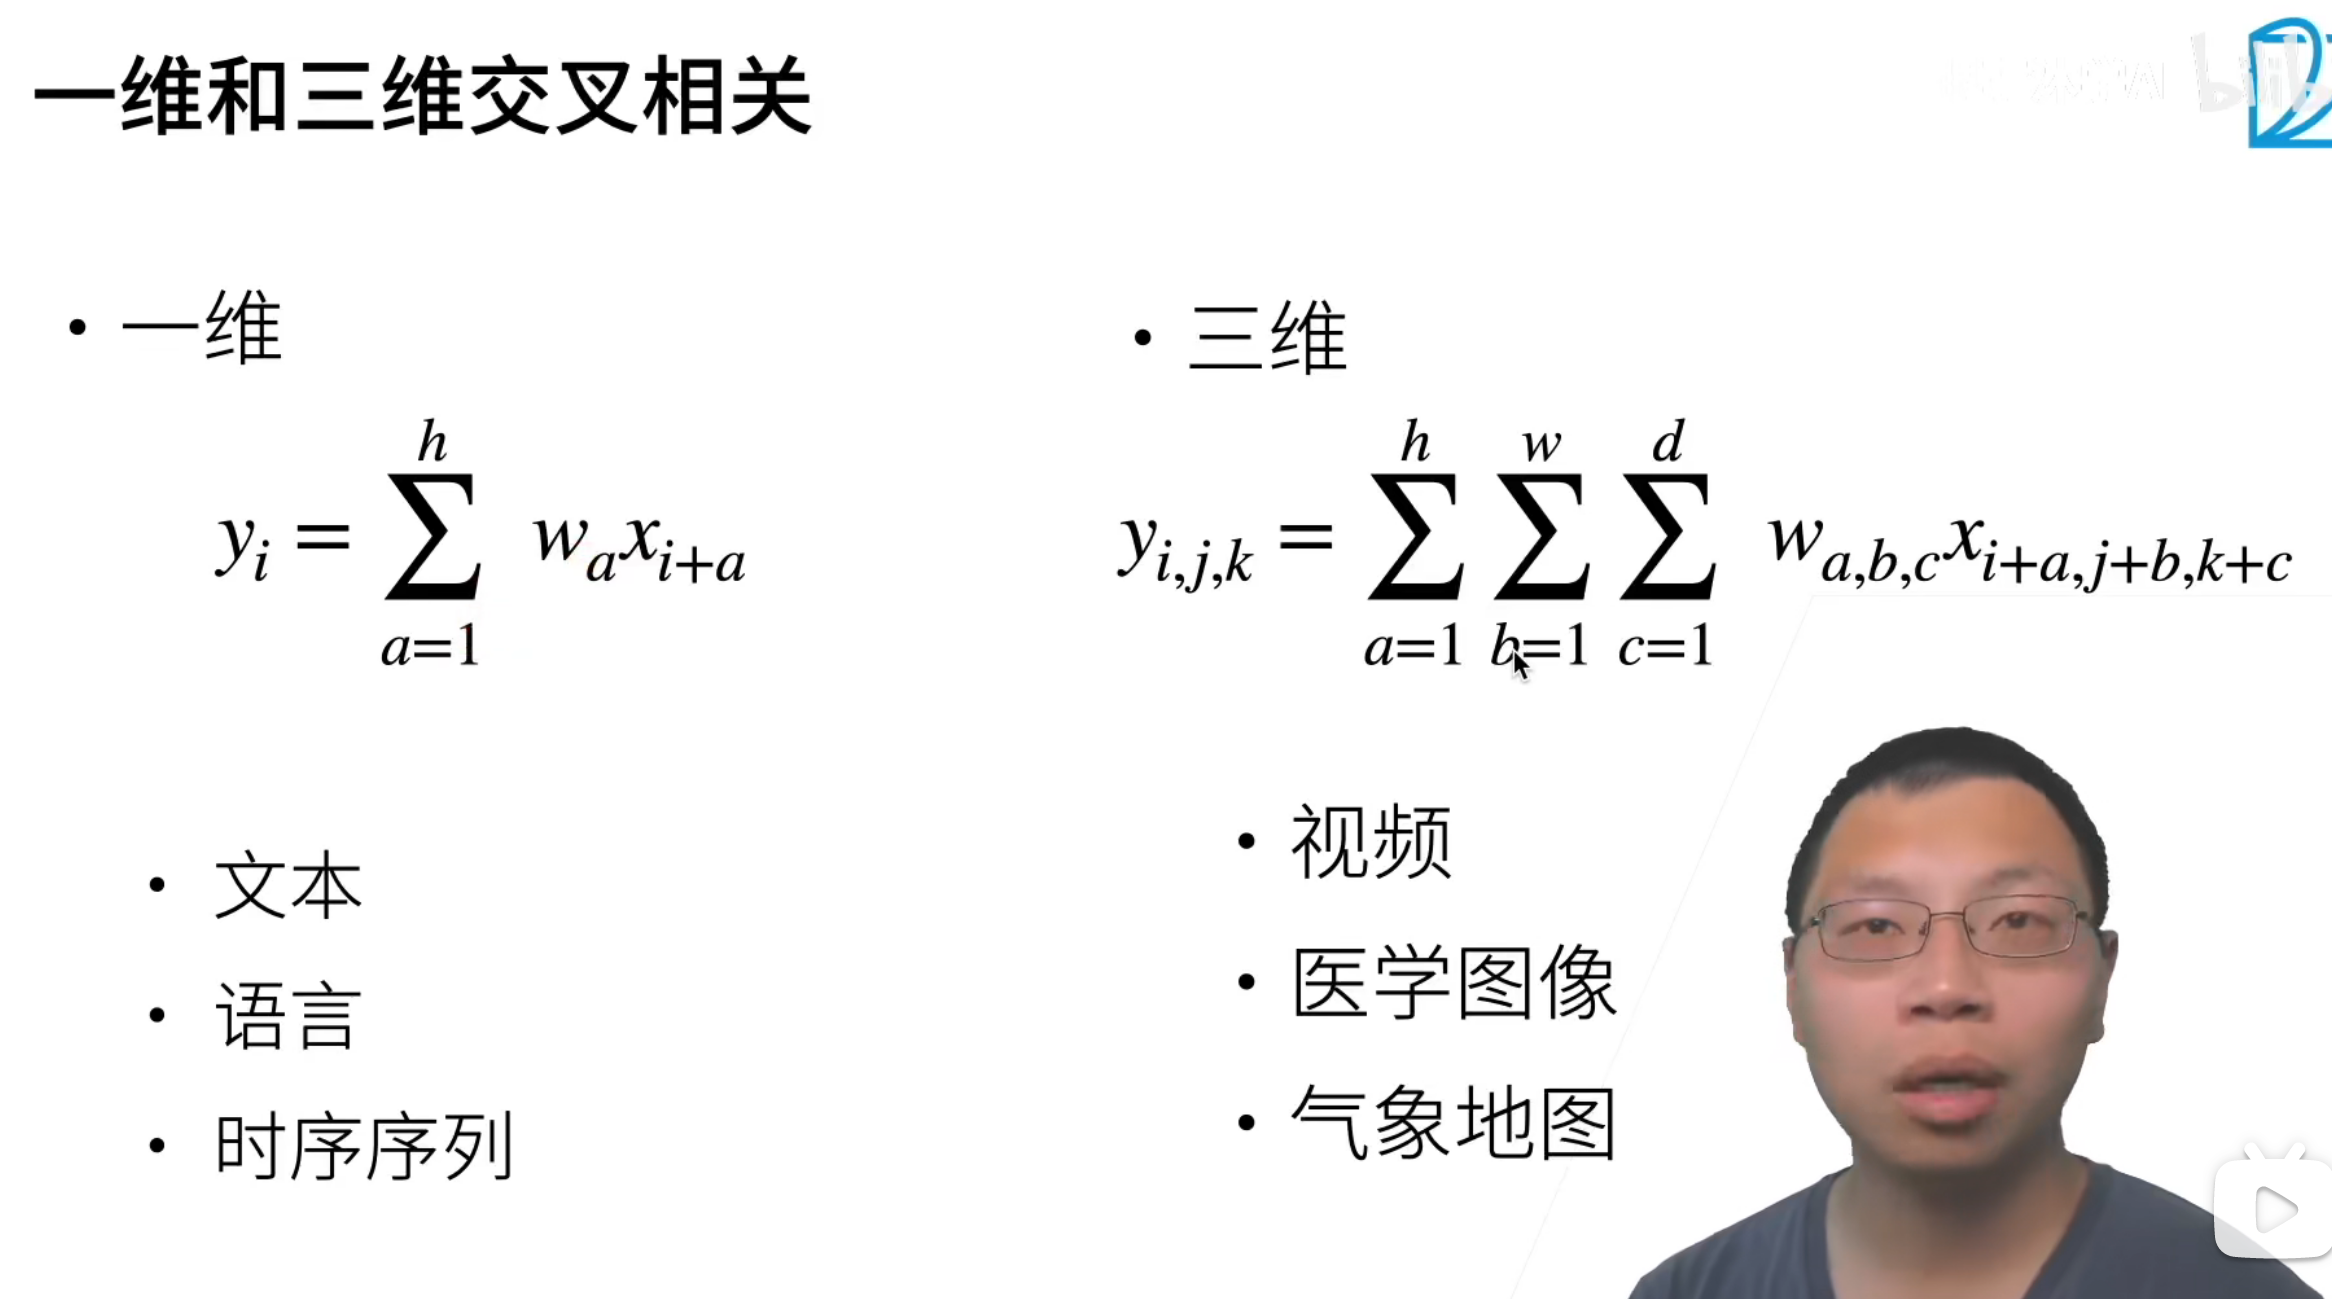 一维和三维交叉相关
• 一维
y_i = \sum_{a=1}^{h} w_a x_{i+a}
• 文本
• 语言
• 时序序列
• 三维
y_{i,j,k} = \sum_{a=1}^{h} \sum_{b=1}^{w} \sum_{c=1}^{d} w_{a,b,c} x_{i+a,j+b,k+c}
• 视频
• 医学图像
• 气象地图